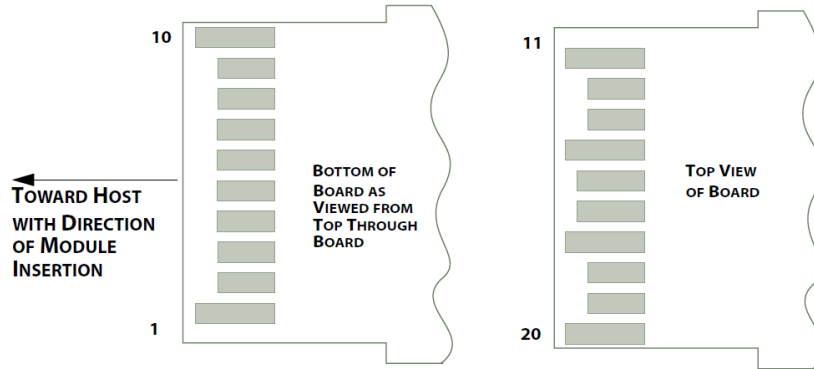 10
11
BOTTOM OF
BOARD AS
VIEWED FROM
TOP THROUGH
BOARD
TOP VIEW
OF BOARD
TOWARD HOST
WITH DIRECTION
OF MODULE
INSERTION
1
20